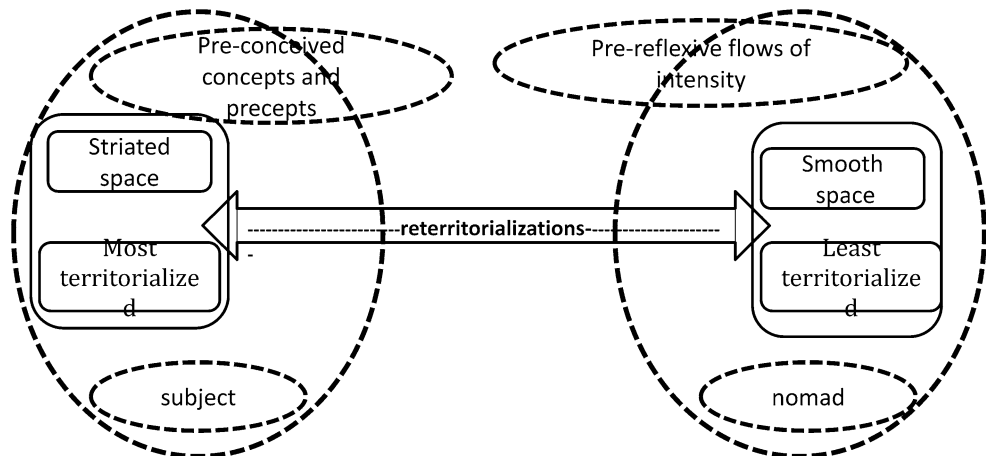 Pre-conceived
concepts and
precepts
Pre-reflexive flows of
intensity
Striated
space
Smooth
space
--------------------------reterritorializations----------------------
-
Most
territorialize
d
Least
territorialize
d
subject
nomad